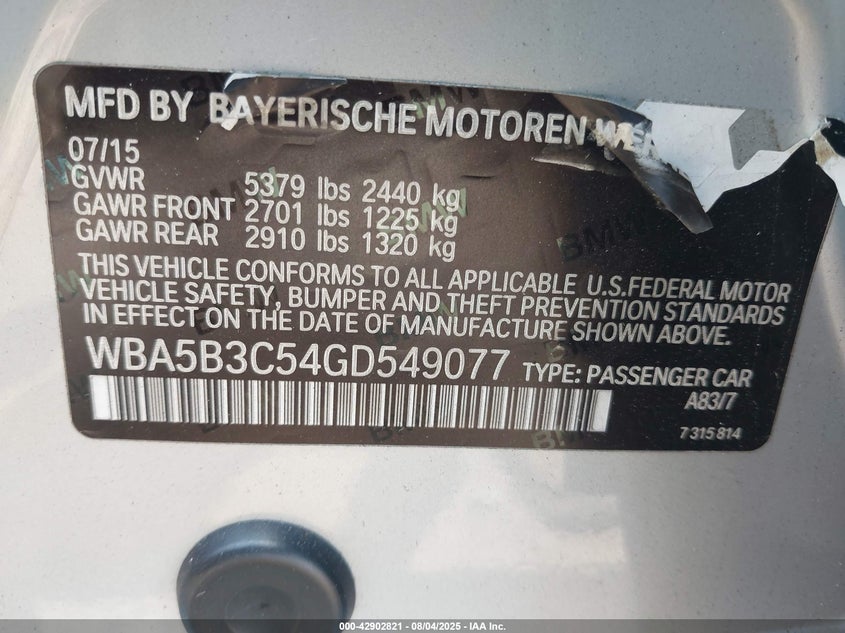 MFD BY BAYERISCHE MOTOREN WER
07/15
GVWR 5379 lbs 2440 kg
GAWR FRONT 2701 lbs 1225 kg
GAWR REAR 2910 lbs 1320 kg
THIS VEHICLE CONFORMS TO ALL APPLICABLE U.S.FEDERAL MOTOR
VEHICLE SAFETY, BUMPER AND THEFT PREVENTION STANDARDS
IN EFFECT ON THE DATE OF MANUFACTURE SHOWN ABOVE.
WBA5B3C54GD549077 TYPE: PASSENGER CAR
A83/7
7315814
000-42902821 - 08/04/2025 - IAA Inc.